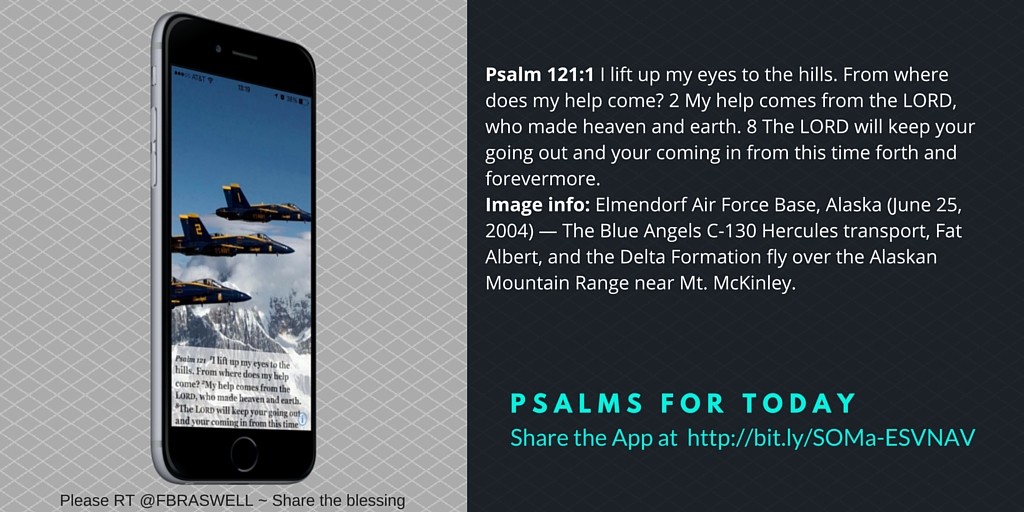 AT&T
13:16
38%
1
2
Psalm 121 ¹I lift up my eyes to the
hills. From where does my help
come? ²My help comes from the
LORD, who made heaven and earth.
⁸The LORD will keep your going out
and your coming in from this time
Please RT @FBRASWELL ~ Share the blessing
Psalm 121:1 I lift up my eyes to the hills. From where
does my help come? 2 My help comes from the LORD,
who made heaven and earth. 8 The LORD will keep your
going out and your coming in from this time forth and
forevermore.
Image info: Elmendorf Air Force Base, Alaska (June 25,
2004) — The Blue Angels C-130 Hercules transport, Fat
Albert, and the Delta Formation fly over the Alaskan
Mountain Range near Mt. McKinley.
PSALMS FOR TODAY
Share the App at http://bit.ly/SOMa-ESVNAV